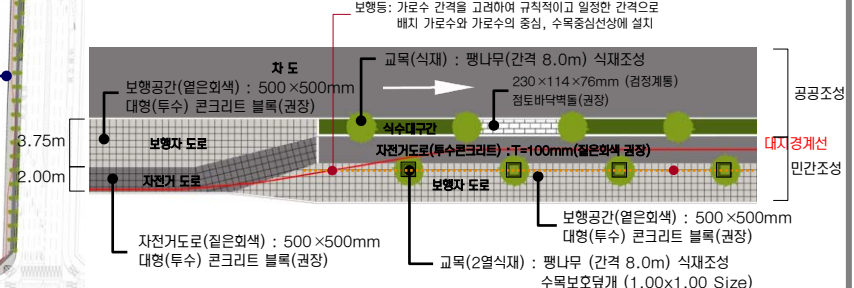 보행등: 가로수 간격을 고려하여 규칙적이고 일정한 간격으로
배치 가로수와 가로수의 중심, 수목중심선상에 설치
차 도
교목(식재) : 팽나무(간격 8.0m) 식재조성
보행공간(옅은회색) : 500×500mm
대형(투수) 콘크리트 블록(권장)
230×114×76mm (검정계통)
점토바닥벽돌(권장)
공공조성
식수대구간
3.75m
보행자 도로
자전거도로(투수콘크리트) :T=100mm(짙은회색 권장)
대지경계선
민간조성
2.00m
자전거 도로
보행자 도로
보행공간(옅은회색) : 500×500mm
대형(투수) 콘크리트 블록(권장)
자전거도로(짙은회색) : 500×500mm
대형(투수) 콘크리트 블록(권장)
교목(2열식재) : 팽나무 (간격 8.0m) 식재조성
수목보호덮개 (1.00x1.00 Size)